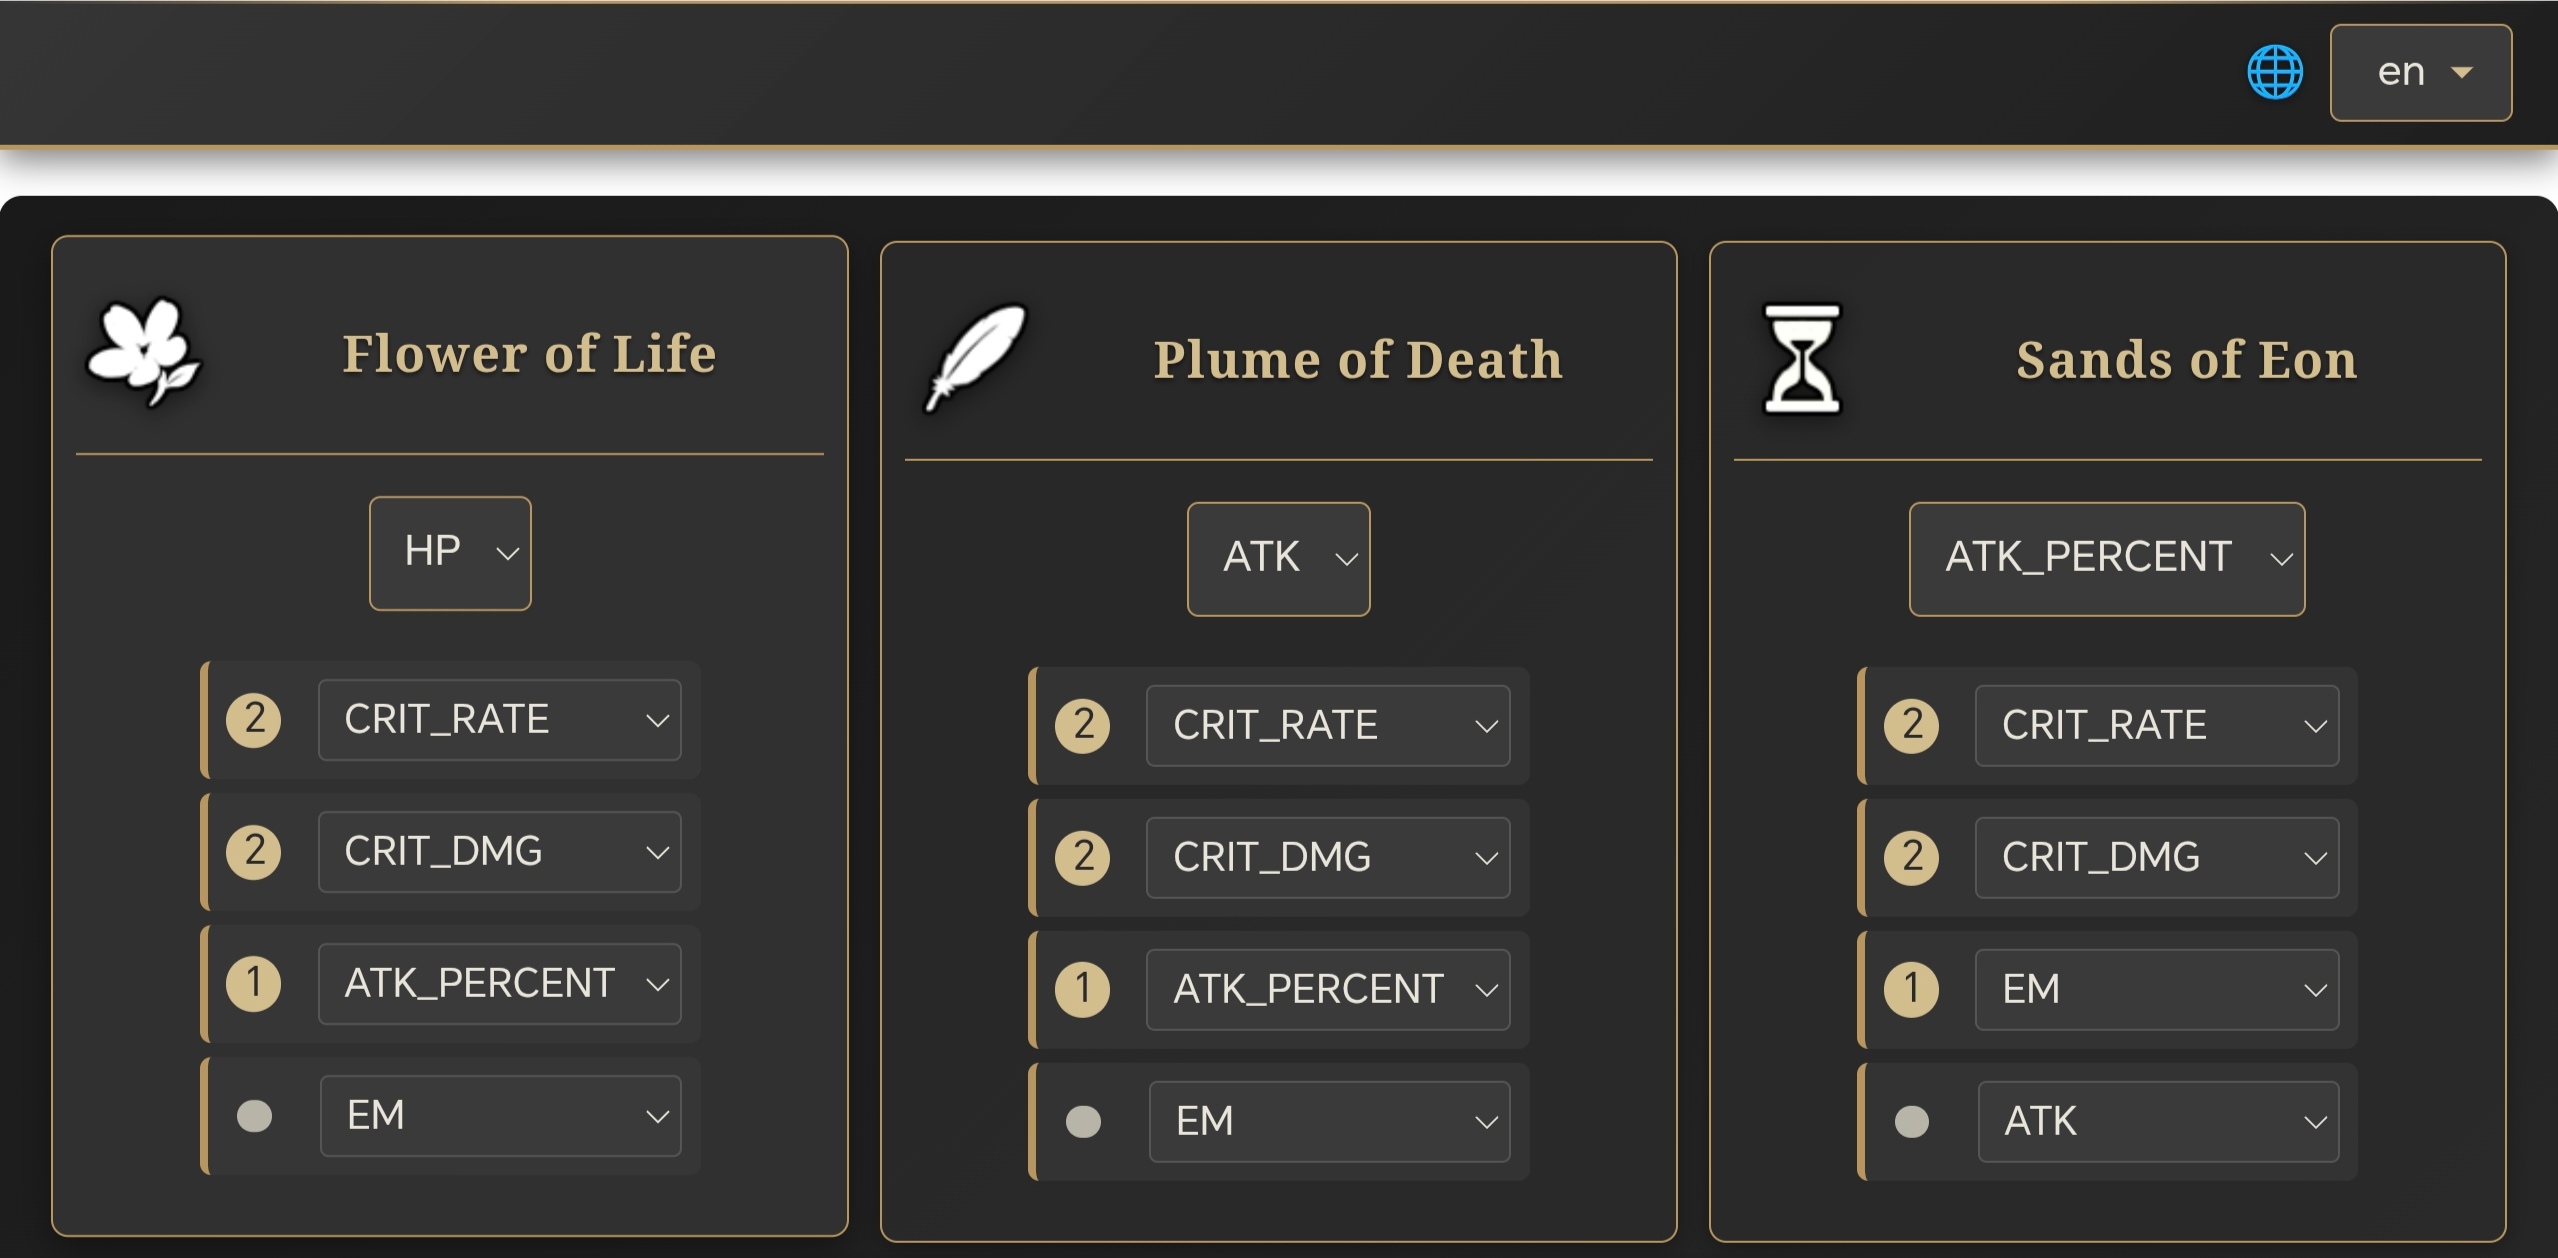 en
Flower of Life
HP
2 CRIT_RATE
2 CRIT_DMG
1 ATK_PERCENT
EM
Plume of Death
ATK
2 CRIT_RATE
2 CRIT_DMG
1 ATK_PERCENT
EM
Sands of Eon
ATK_PERCENT
2 CRIT_RATE
2 CRIT_DMG
1 EM
ATK